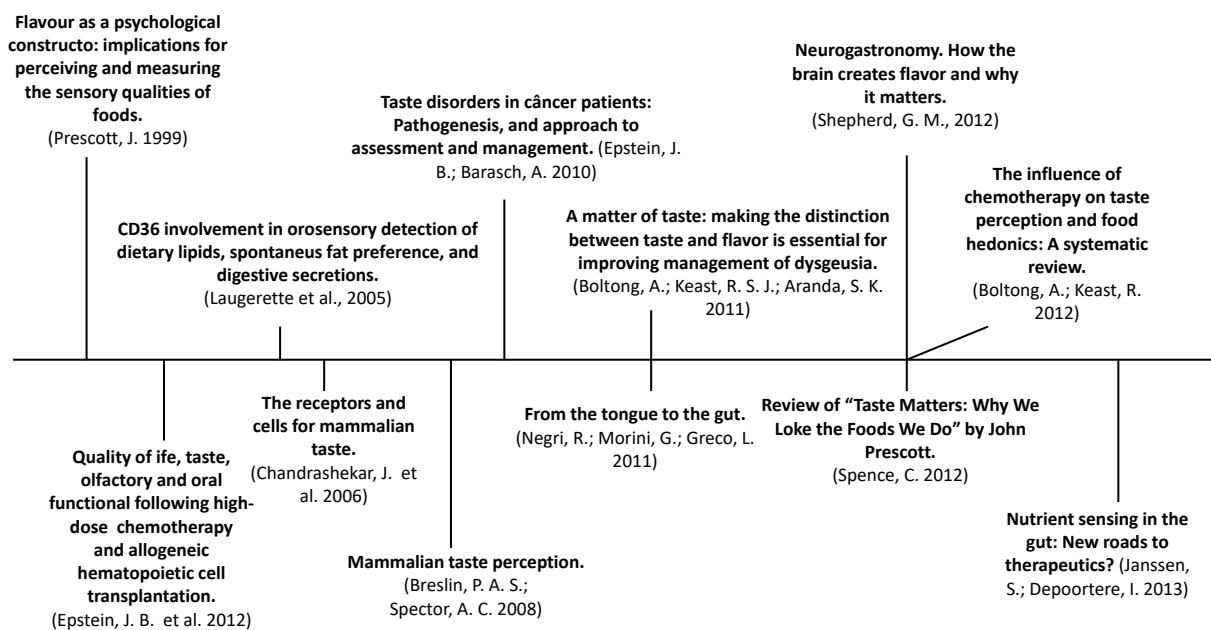 Flavour as a psychological
constructo: implications for
perceiving and measuring
the sensory qualities of
foods.
(Prescott, J. 1999)
Taste disorders in câncer patients:
Pathogenesis, and approach to
assessment and management. (Epstein, J.
B.; Barasch, A. 2010)
Neurogastronomy. How the
brain creates flavor and why
it matters.
(Shepherd, G. M., 2012)
CD36 involvement in orosensory detection of
dietary lipids, spontaneus fat preference, and
digestive secretions.
(Laugerette et al., 2005)
A matter of taste: making the distinction
between taste and flavor is essential for
improving management of dysgeusia.
(Boltong, A.; Keast, R. S. J.; Aranda, S. K.
2011)
The influence of
chemotherapy on taste
perception and food
hedonics: A systematic
review.
(Boltong, A.; Keast, R.
2012)
Quality of ife, taste,
olfactory and oral
functional following high-
dose chemotherapy
and allogeneic
hematopoietic cell
transplantation.
(Epstein, J. B. et al. 2012)
The receptors and
cells for mammalian
taste.
(Chandrashekar, J. et
al. 2006)
Mammalian taste perception.
(Breslin, P. A. S.;
Spector, A. C. 2008)
From the tongue to the gut.
(Negri, R.; Morini, G.; Greco, L.
2011)
Review of “Taste Matters: Why We
Loke the Foods We Do” by John
Prescott.
(Spence, C. 2012)
Nutrient sensing in the
gut: New roads to
therapeutics? (Janssen,
S.; Depoortere, I. 2013)